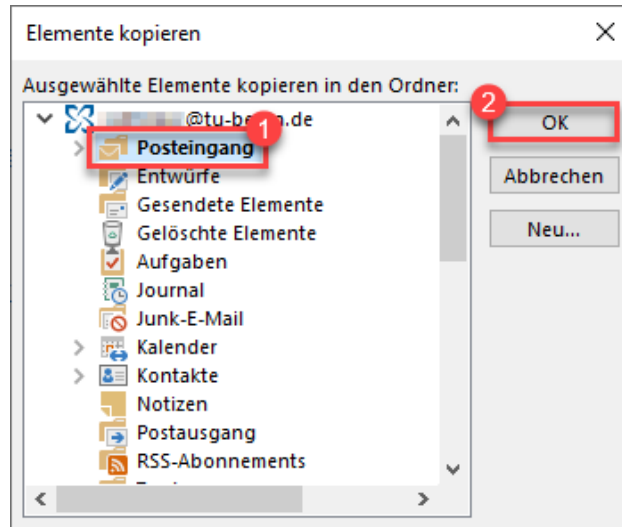 Elemente kopieren
Ausgewählte Elemente kopieren in den Ordner:
2
@tu-be n.de
1
OK
Posteingang
Entwürfe
Abbrechen
Gesendete Elemente
Gelöschte Elemente
Neu...
Aufgaben
Journal
Junk-E-Mail
Kalender
Kontakte
Notizen
Postausgang
RSS-Abonnements